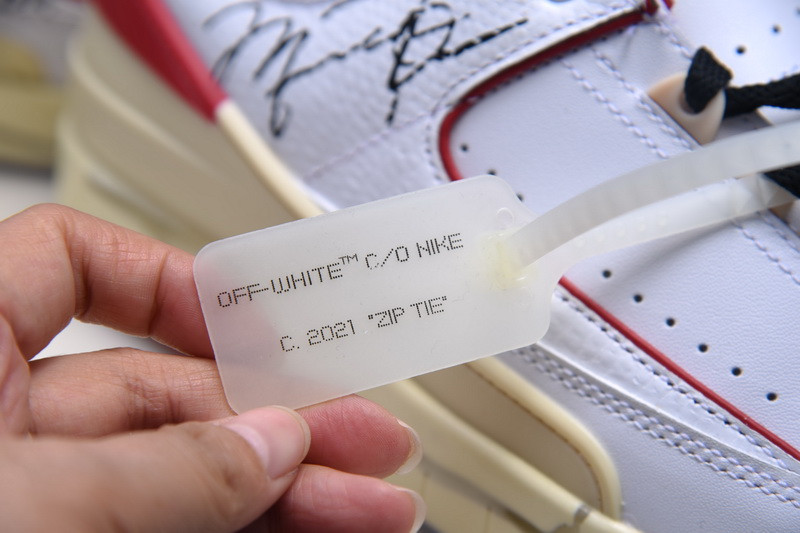 OFF-WHITE™ C/O NIKE
C. 2021 "ZIP TIE"